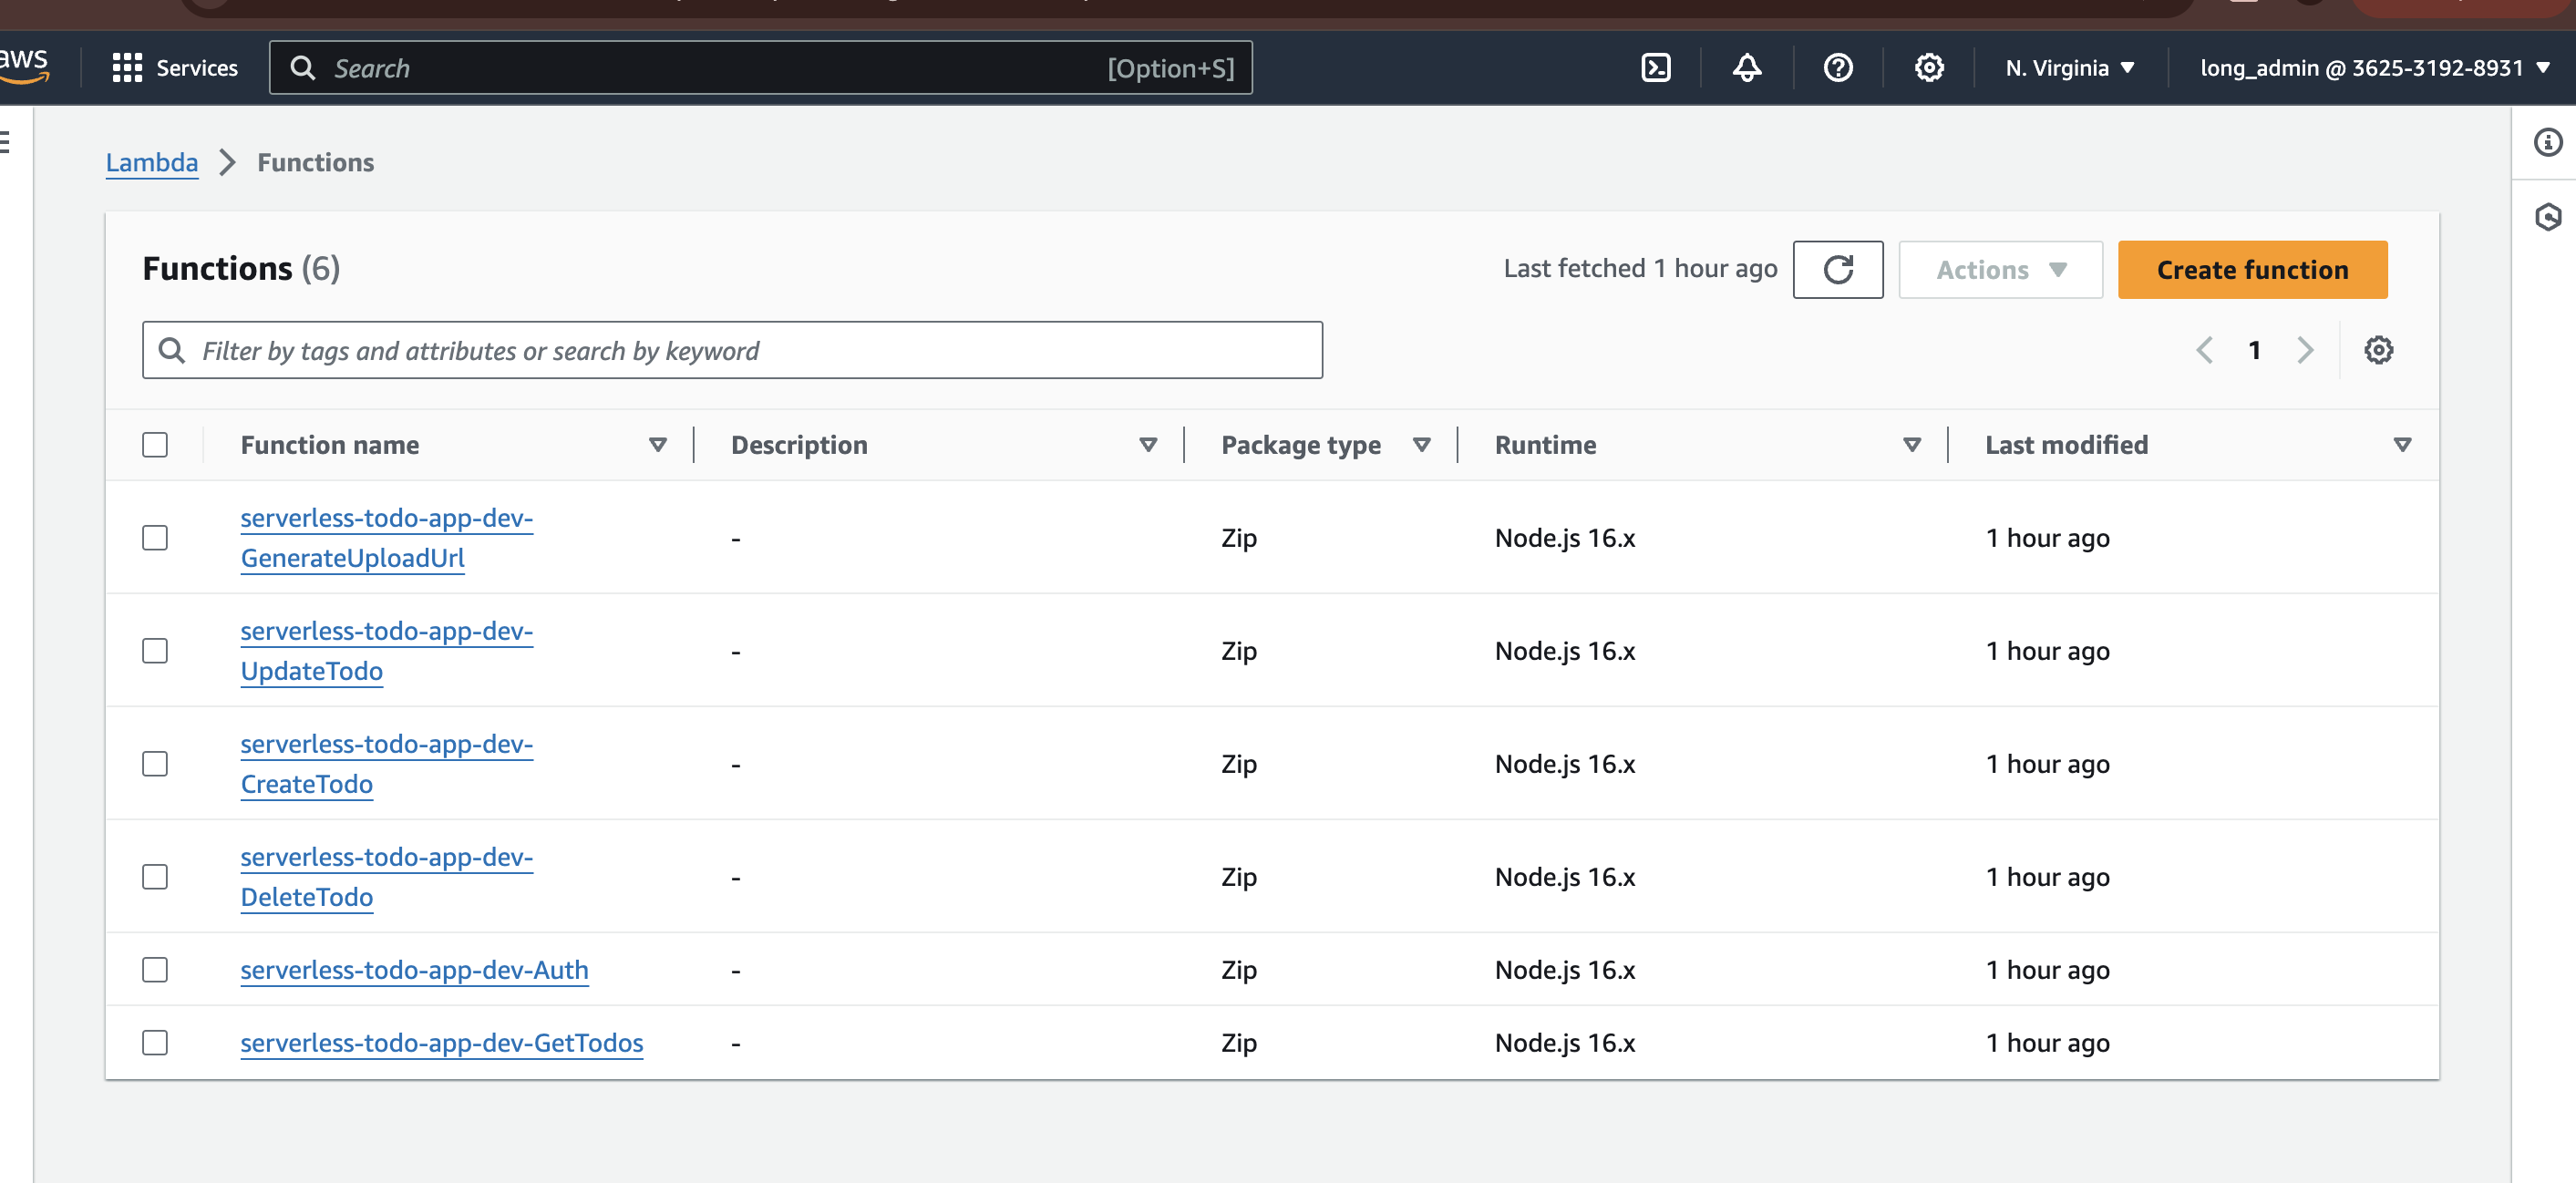 aws
Services
Search
[Option+S]
N. Virginia
long_admin @ 3625-3192-8931
Lambda
Functions
Functions (6)
Last fetched 1 hour ago
Actions
Create function
Filter by tags and attributes or search by keyword
1
Function name
Description
Package type
Runtime
Last modified
serverless-todo-app-dev-
GenerateUploadUrl
-
Zip
Node.js 16.x
1 hour ago
serverless-todo-app-dev-
UpdateTodo
-
Zip
Node.js 16.x
1 hour ago
serverless-todo-app-dev-
CreateTodo
-
Zip
Node.js 16.x
1 hour ago
serverless-todo-app-dev-
DeleteTodo
-
Zip
Node.js 16.x
1 hour ago
serverless-todo-app-dev-Auth
-
Zip
Node.js 16.x
1 hour ago
serverless-todo-app-dev-GetTodos
-
Zip
Node.js 16.x
1 hour ago